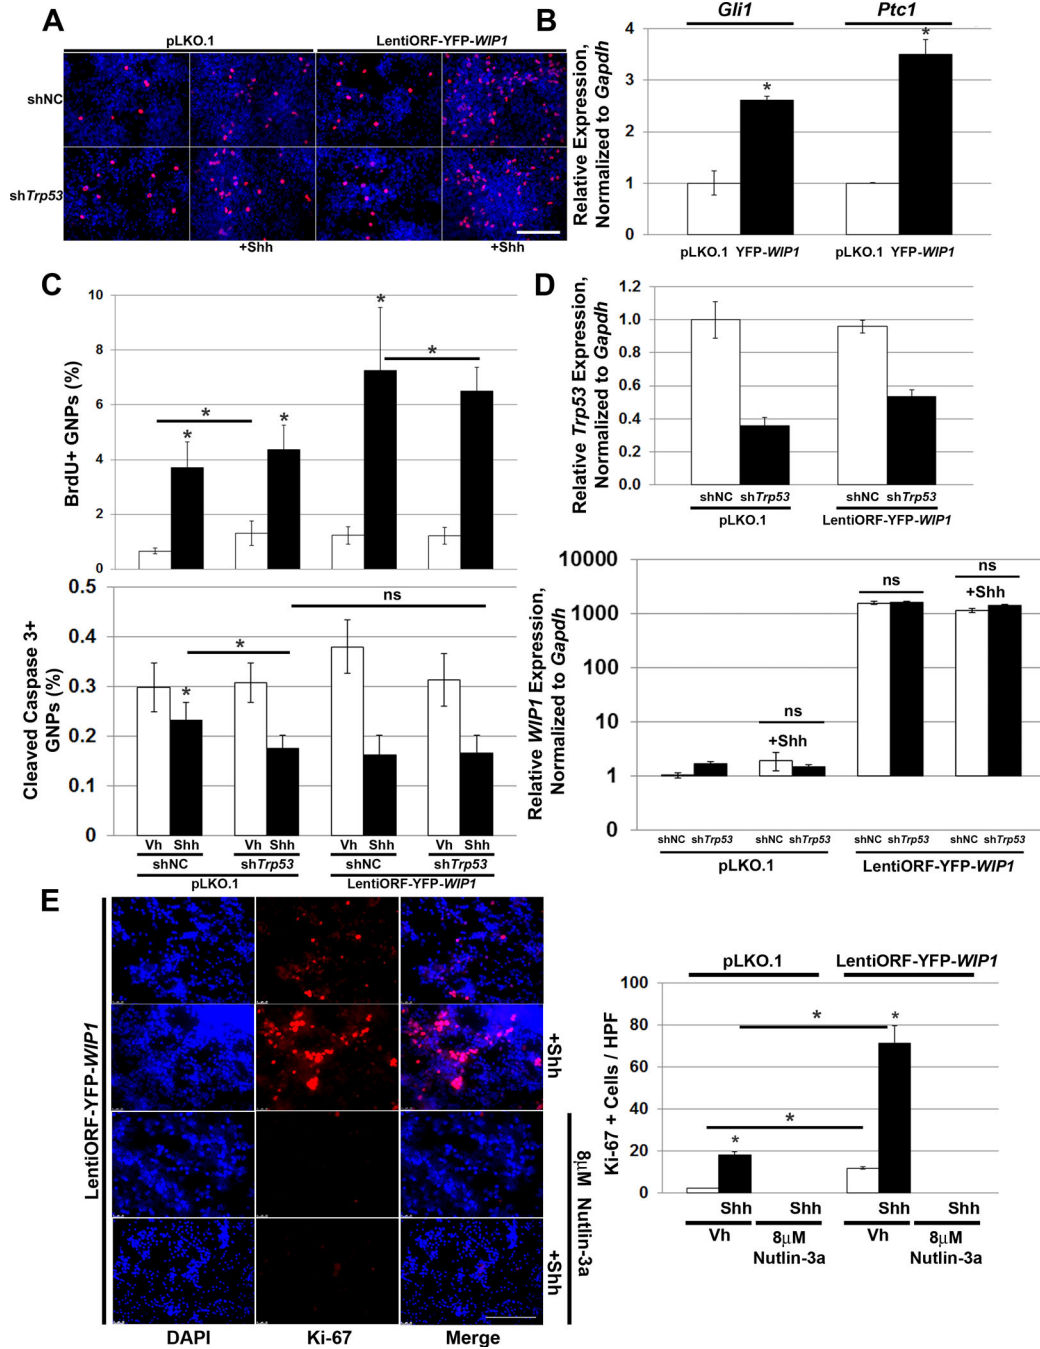 A
pLKO.1 LentiORF-YFP-WIP1
shNC
shTrp53
+Shh +Shh
B
Gli1 Ptc1
Relative Expression,
Normalized to Gapdh
4
3
2
1
0
pLKO.1 YFP-WIP1 pLKO.1 YFP-WIP1
* *
C
BrdU+ GNPs (%)
10
8
6
4
2
0
* * * * *
Cleaved Caspase 3+
GNPs (%)
0.5
0.4
0.3
0.2
0.1
0
ns
* *
Vh Shh Vh Shh Vh Shh Vh Shh
shNC shTrp53 shNC shTrp53
pLKO.1 LentiORF-YFP-WIP1
D
Relative Trp53 Expression,
Normalized to Gapdh
1.2
1.0
0.8
0.6
0.4
0.2
0.0
shNC shTrp53 shNC shTrp53
pLKO.1 LentiORF-YFP-WIP1
Relative WIP1 Expression,
Normalized to Gapdh
10000
1000
100
10
1
0
ns
+Shh
ns
ns
+Shh
shNC shTrp53 shNC shTrp53 shNC shTrp53 shNC shTrp53
pLKO.1 LentiORF-YFP-WIP1
E
LentiORF-YFP-WIP1
+Shh
+Shh
8μM Nutlin-3a
DAPI Ki-67 Merge
pLKO.1 LentiORF-YFP-WIP1
Ki-67 + Cells / HPF
100
80
60
40
20
0
* * * *
Shh Shh Shh Shh
Vh 8μM Vh 8μM
Nutlin-3a Nutlin-3a